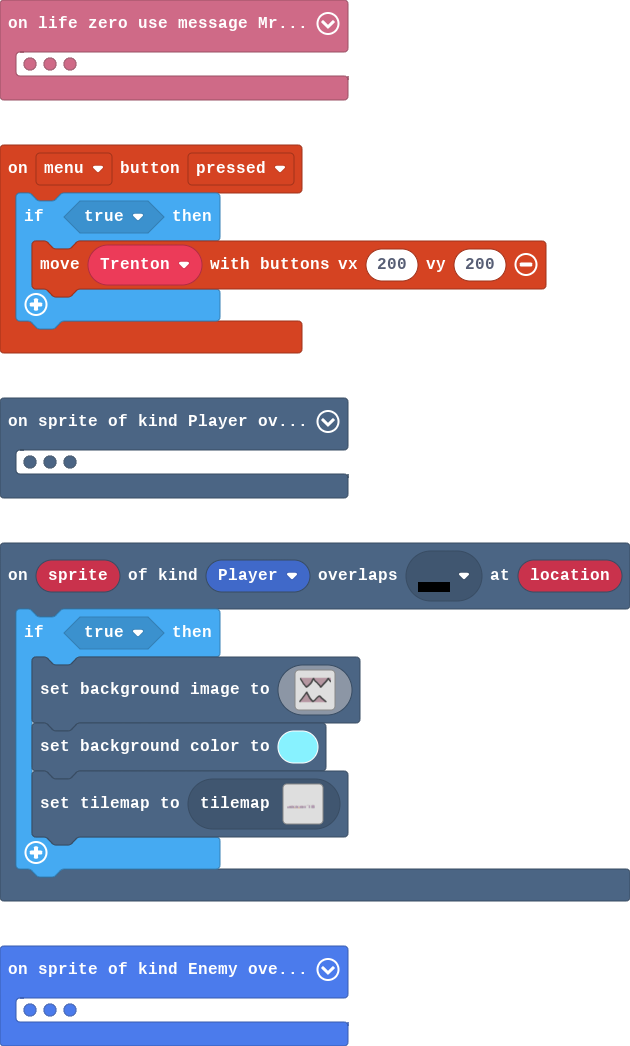 on life zero use message Mr...
on menu button pressed
if true then
move Trenton with buttons vx 200 vy 200
on sprite of kind Player ov...
on sprite of kind Player overlaps at location
if true then
set background image to
set background color to
set tilemap to tilemap
on sprite of kind Enemy ove...